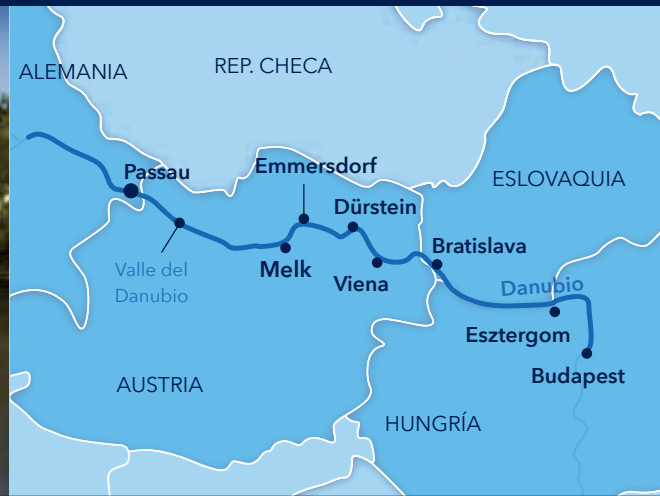 ALEMANIA
REP. CHECA
Passau
Emmersdorf
ESLOVAQUIA
Dürstein
Valle del
Danubio
Melk
Viena
Bratislava
Danubio
Esztergom
Budapest
AUSTRIA
HUNGRÍA